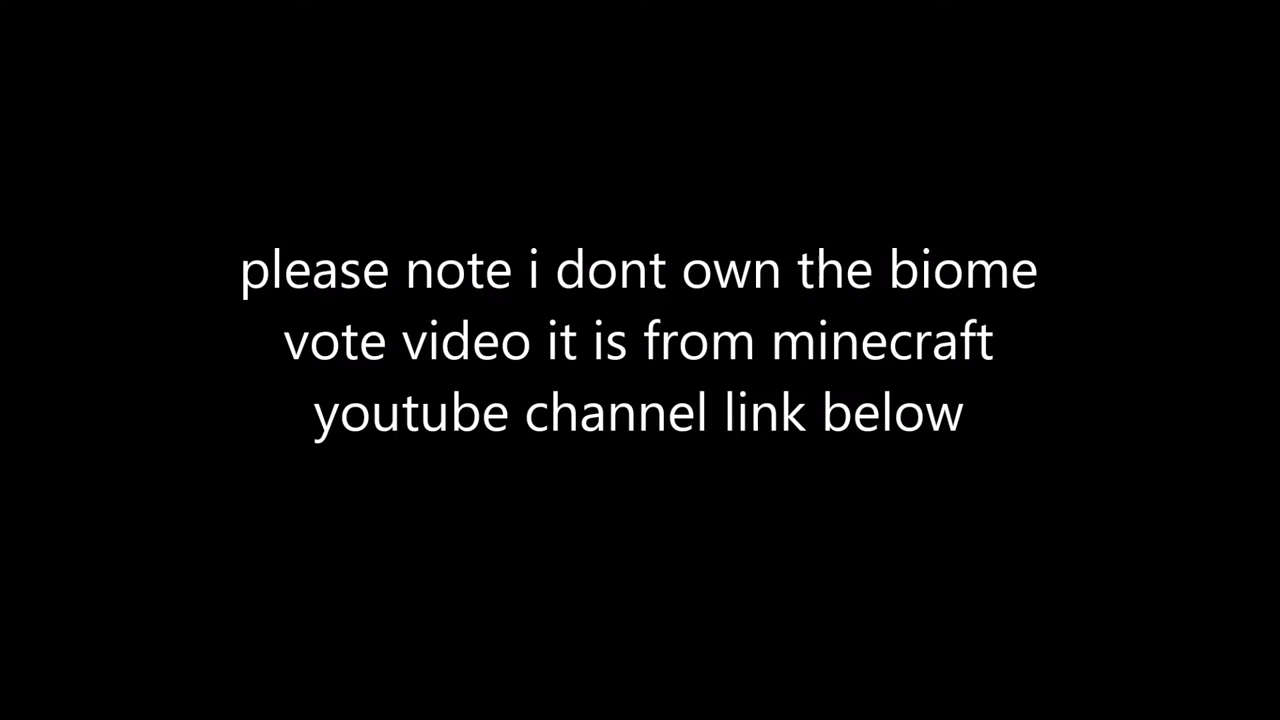 please note i dont own the biome
vote video it is from minecraft
youtube channel link below